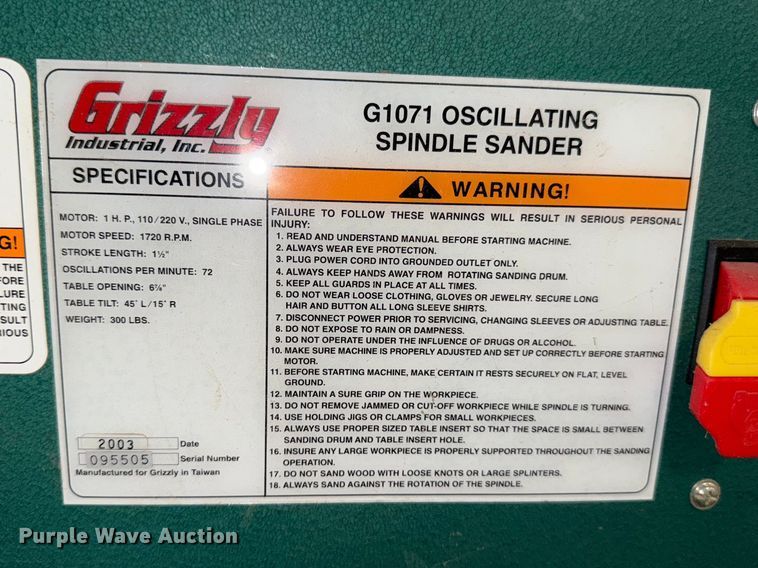 Grizzly
Industrial, Inc.
G1071 OSCILLATING
SPINDLE SANDER
SPECIFICATIONS
MOTOR: 1 H. P., 110/220 V., SINGLE PHASE
MOTOR SPEED: 1720 R.P.M.
STROKE LENGTH: 1½"
OSCILLATIONS PER MINUTE: 72
TABLE TILT: 45° L/15° R
WEIGHT: 300 LBS.
2003 Date
095505 Serial Number
Manufactured for Grizzly in Taiwan
WARNING!
FAILURE TO FOLLOW THESE WARNINGS WILL RESULT IN SERIOUS PERSONAL
INJURY:
1. READ AND UNDERSTAND MANUAL BEFORE STARTING MACHINE.
2. ALWAYS WEAR EYE PROTECTION.
3. PLUG POWER CORD INTO GROUNDED OUTLET ONLY.
4. ALWAYS KEEP HANDS AWAY FROM ROTATING SANDING DRUM.
5. KEEP ALL GUARDS IN PLACE AT ALL TIMES.
6. DO NOT WEAR LOOSE CLOTHING, GLOVES OR JEWELRY. SECURE LONG
HAIR AND BUTTON ALL LONG SLEEVE SHIRTS.
7. DISCONNECT POWER PRIOR TO SERVICING, CHANGING SLEEVES OR ADJUSTING TABLE.
8. DO NOT EXPOSE TO RAIN OR DAMPNESS.
9. DO NOT OPERATE UNDER THE INFLUENCE OF DRUGS OR ALCOHOL.
10. MAKE SURE MACHINE IS PROPERLY ADJUSTED AND SET UP CORRECTLY BEFORE STARTING
MOTOR.
11. BEFORE STARTING MACHINE, MAKE CERTAIN IT RESTS SECURELY ON FLAT, LEVEL
GROUND.
12. MAINTAIN A SURE GRIP ON THE WORKPIECE.
13. DO NOT REMOVE JAMMED OR CUT-OFF WORKPIECE WHILE SPINDLE IS TURNING.
14. USE HOLDING JIGS OR CLAMPS FOR SMALL WORKPIECES.
15. ALWAYS USE PROPER SIZED TABLE INSERT SO THAT THE SPACE IS SMALL BETWEEN
SANDING DRUM AND TABLE INSERT HOLE.
16. INSURE ANY LARGE WORKPIECE IS PROPERLY SUPPORTED THROUGHOUT THE SANDING
OPERATION.
17. DO NOT SAND WOOD WITH LOOSE KNOTS OR LARGE SPLINTERS.
18. ALWAYS SAND AGAINST THE ROTATION OF THE SPINDLE.
G!
THE
FORE
LURE
TING
SULT
RIOUS
Purple Wave Auction